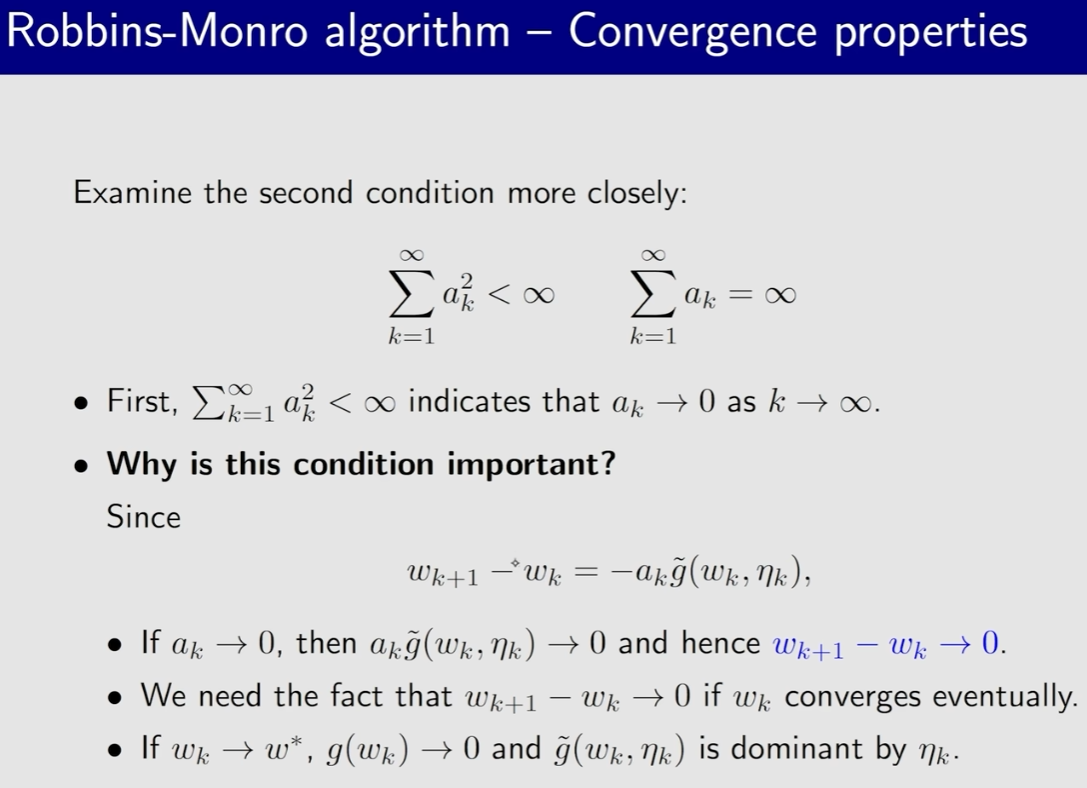 Robbins-Monro algorithm – Convergence properties
Examine the second condition more closely:
$\sum_{k=1}^{\infty} a_k^2 < \infty \qquad \sum_{k=1}^{\infty} a_k = \infty$
• First, $\sum_{k=1}^{\infty} a_k^2 < \infty$ indicates that $a_k \to 0$ as $k \to \infty$.
• Why is this condition important?
Since
$w_{k+1} - w_k = -a_k \tilde{g}(w_k, \eta_k),$
• If $a_k \to 0$, then $a_k \tilde{g}(w_k, \eta_k) \to 0$ and hence $w_{k+1} - w_k \to 0$.
• We need the fact that $w_{k+1} - w_k \to 0$ if $w_k$ converges eventually.
• If $w_k \to w^*$, $g(w_k) \to 0$ and $\tilde{g}(w_k, \eta_k)$ is dominant by $\eta_k$.